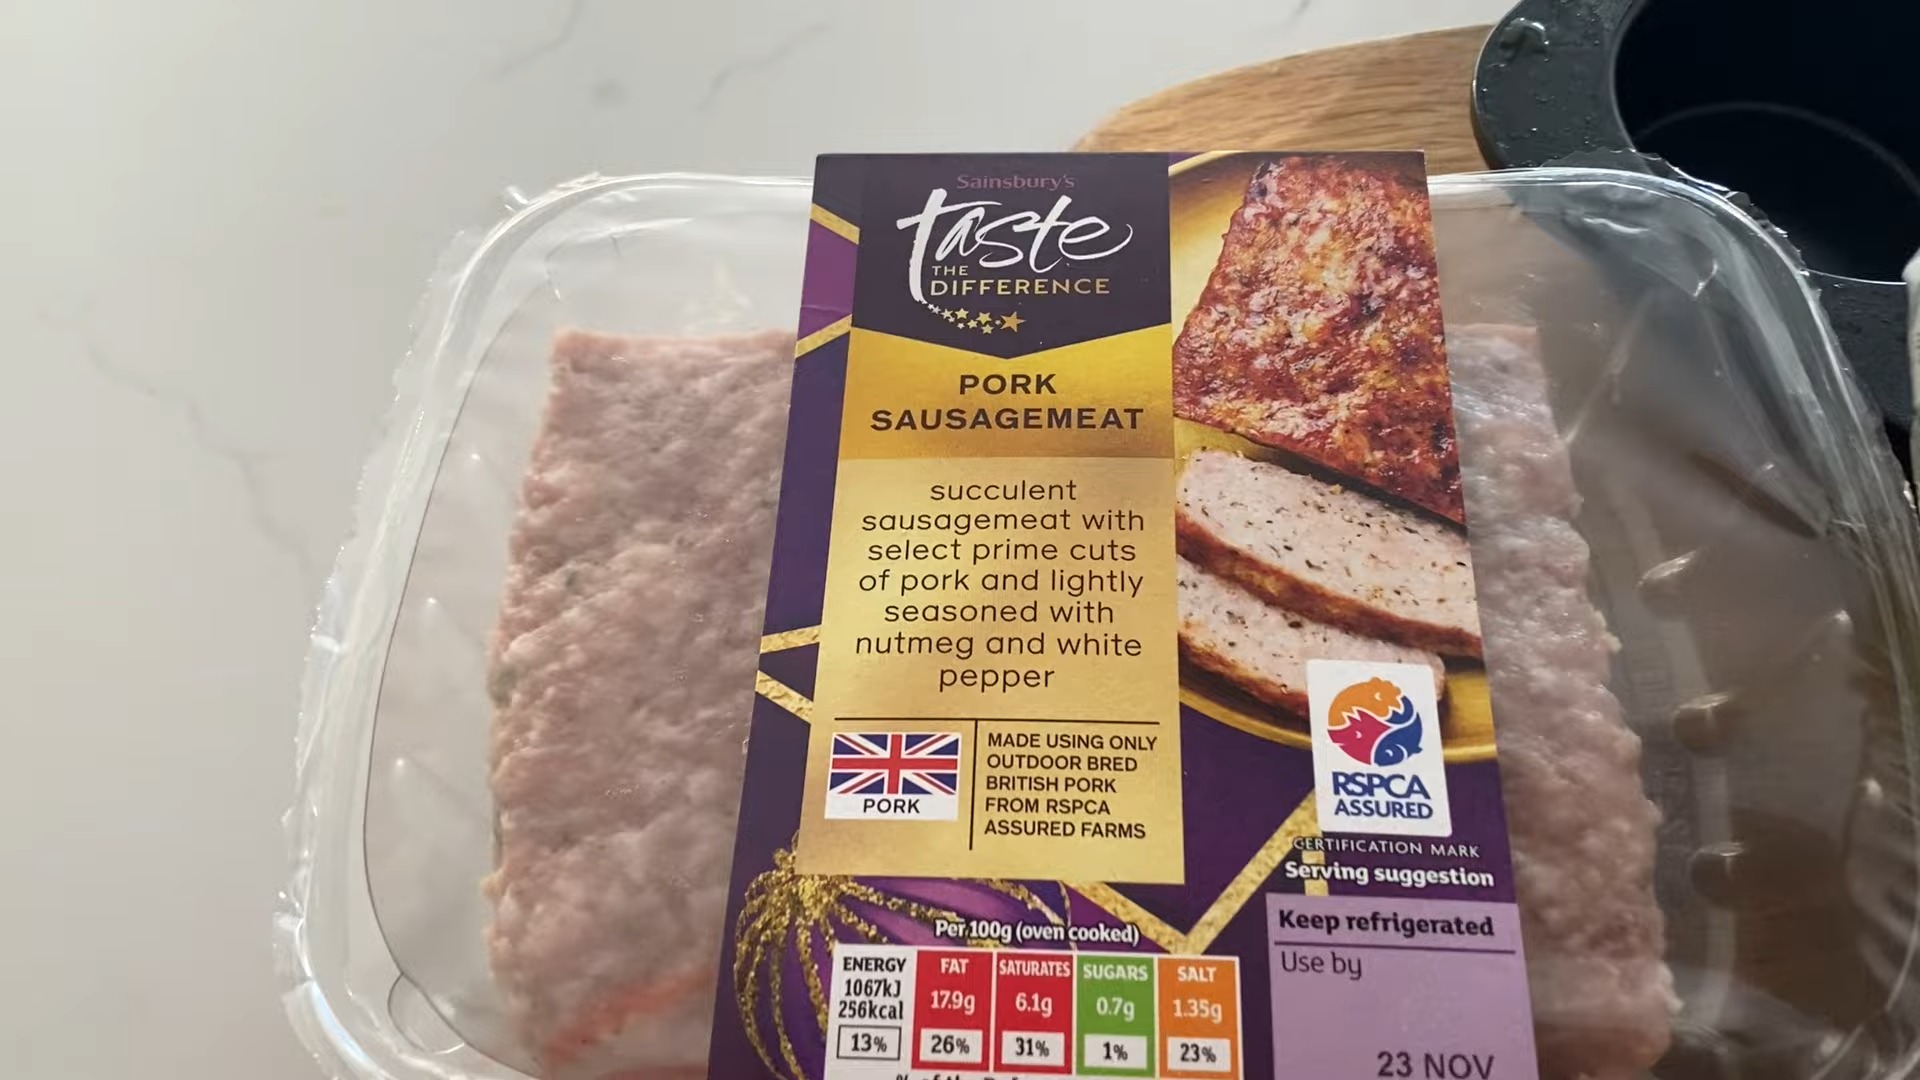 Sainsbury's
taste
THE
DIFFERENCE
PORK
SAUSAGEMEAT
succulent
sausagemeat with
select prime cuts
of pork and lightly
seasoned with
nutmeg and white
pepper
PORK
MADE USING ONLY
OUTDOOR BRED
BRITISH PORK
FROM RSPCA
ASSURED FARMS
RSPCA
ASSURED
CERTIFICATION MARK
Serving suggestion
Keep refrigerated
Use by
23 NOV
Per 100g (oven cooked)
ENERGY FAT SATURATES SUGARS SALT
1067kJ
256kcal 17.9g 6.1g 0.7g 1.35g
13% 26% 31% 1% 23%